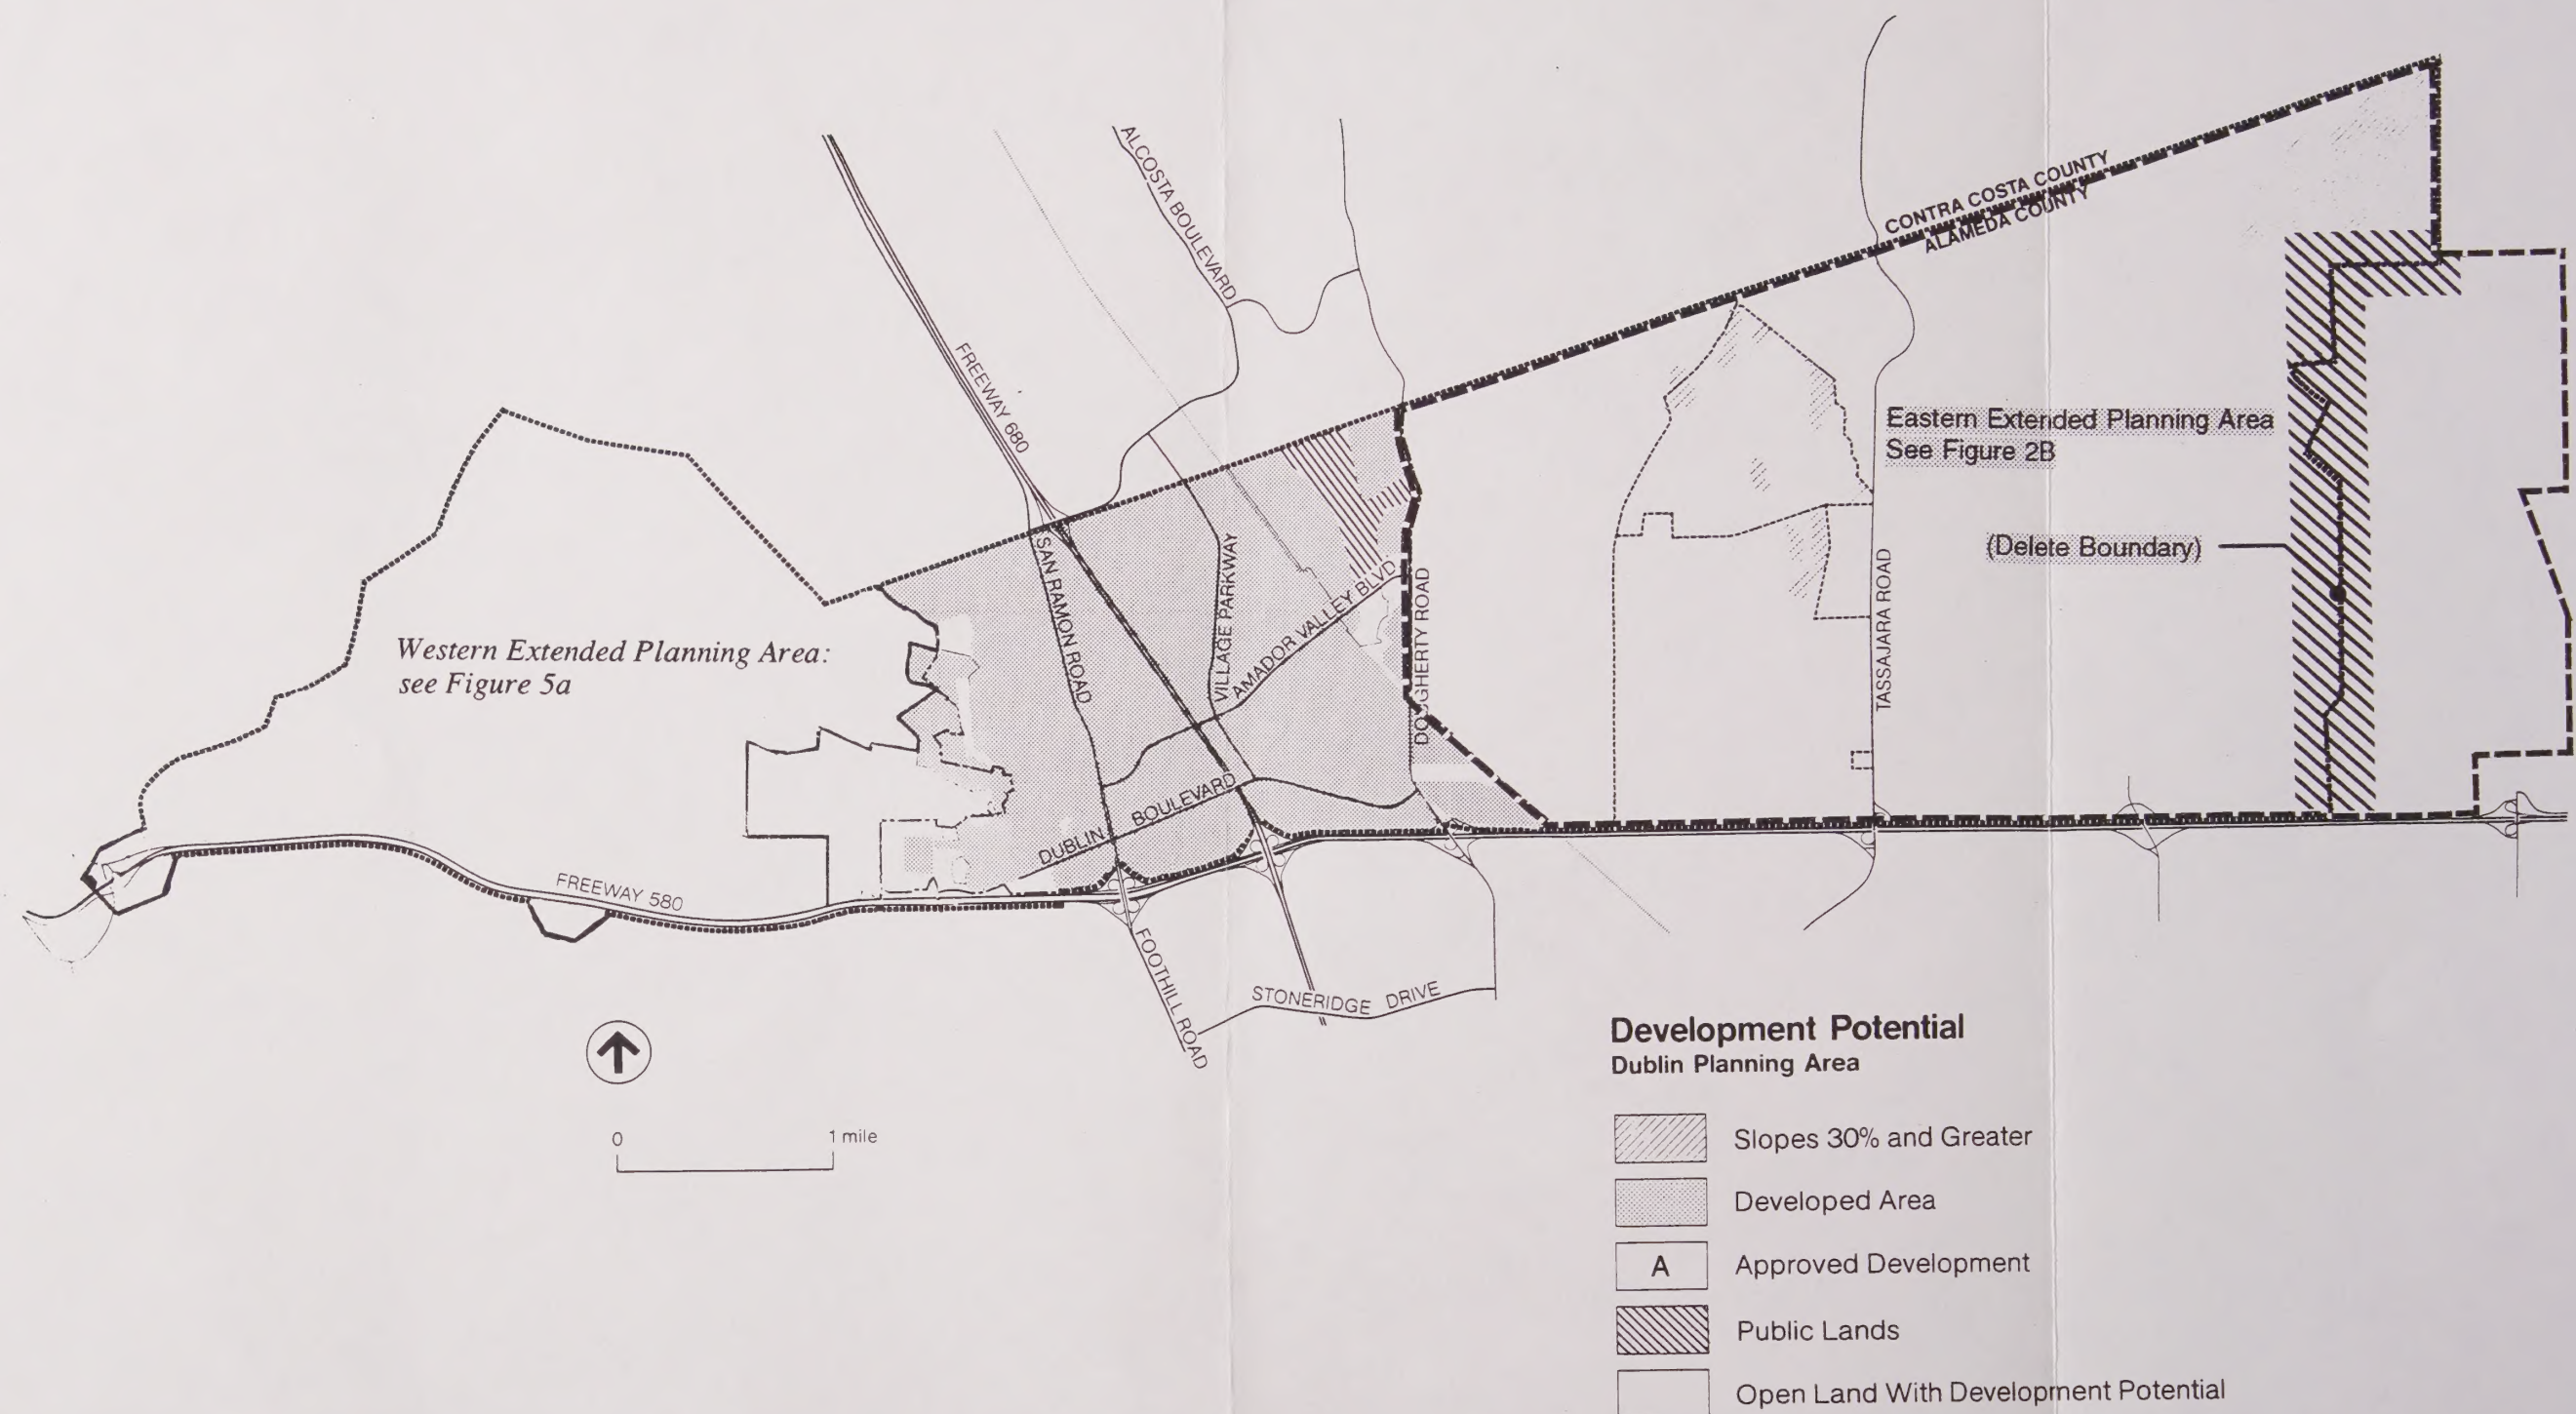 ALCOSTA BOULEVARD
CONTRA COSTA COUNTY
ALAMEDA COUNTY
FREEWAY 680
Eastern Extended Planning Area
See Figure 2B
(Delete Boundary)
SAN RAMON ROAD
VILLAGE PARKWAY
AMADOR VALLEY BLVD
DOUGHERTY ROAD
TASSAJARA ROAD
Western Extended Planning Area:
see Figure 5a
DUBLIN BOULEVARD
FREEWAY 580
FOOTHILL ROAD
STONERIDGE DRIVE
0 1 mile
Development Potential
Dublin Planning Area
Slopes 30% and Greater
Developed Area
A Approved Development
Public Lands
Open Land With Development Potential